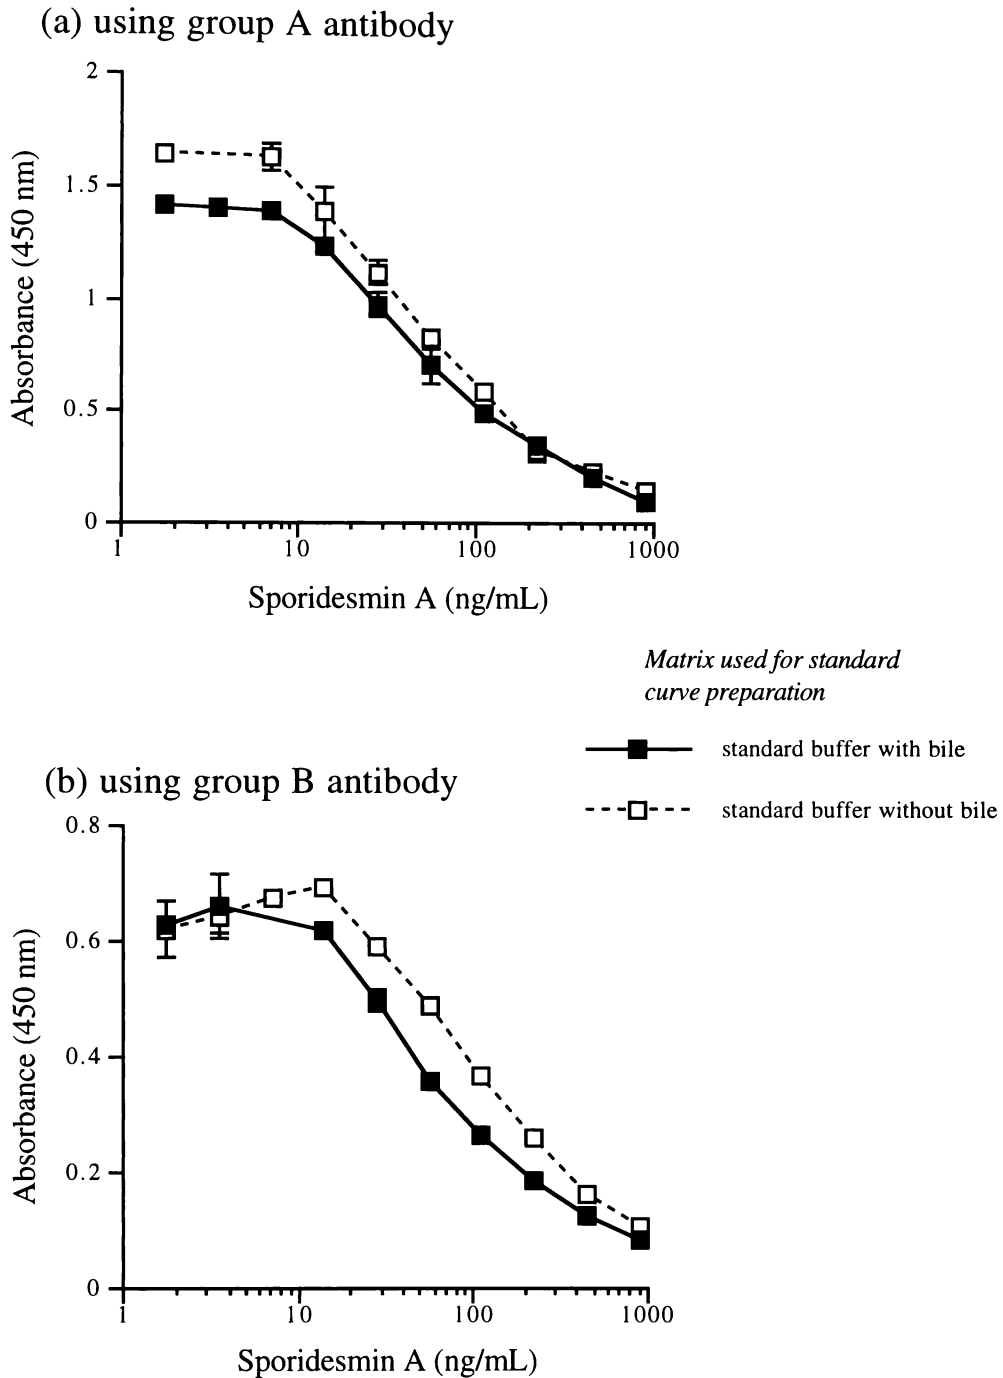 (a) using group A antibody
2
1.5
1
0.5
0
Absorbance (450 nm)
1 10 100 1000
Sporidesmin A (ng/mL)
Matrix used for standard
curve preparation
standard buffer with bile
standard buffer without bile
(b) using group B antibody
0.8
0.6
0.4
0.2
0
Absorbance (450 nm)
1 10 100 1000
Sporidesmin A (ng/mL)